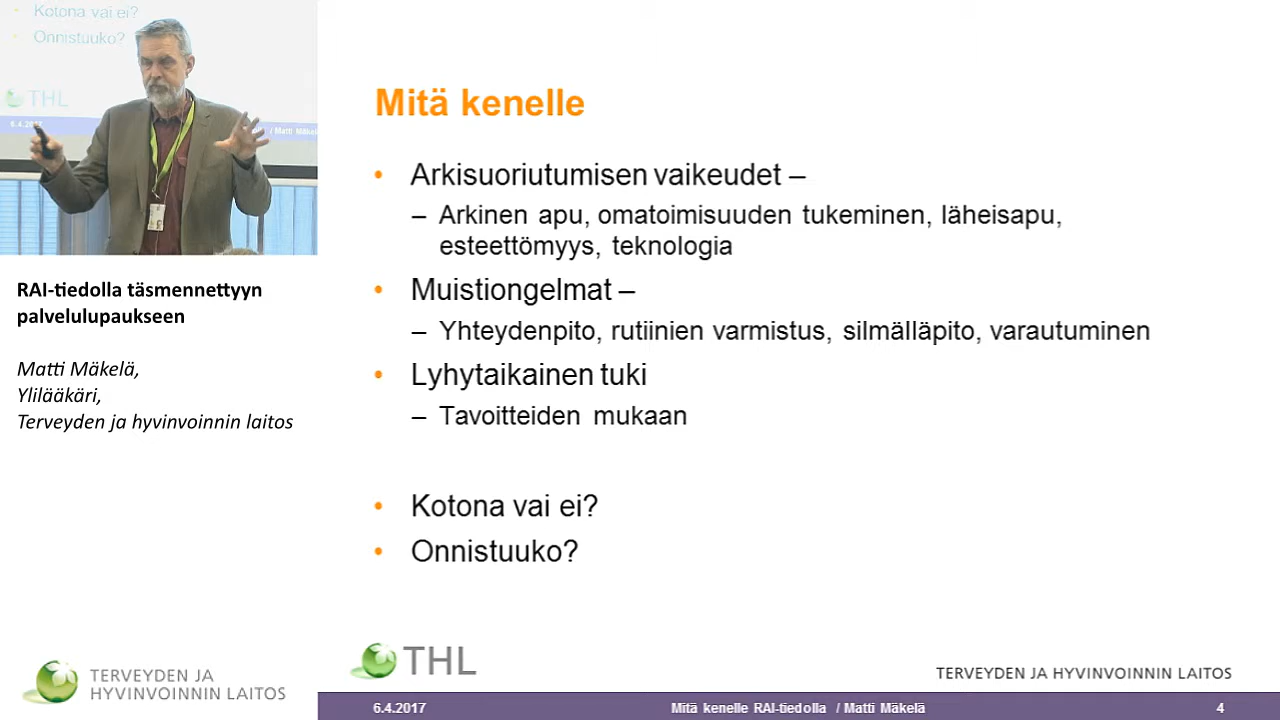 Kotona vai ei?
Onnistuuko?
THL
6.4.2017
/ Matti Mäkelä
RAI-tiedolla täsmennettyyn
palvelulupaukseen
Matti Mäkelä,
Ylilääkäri,
Terveyden ja hyvinvoinnin laitos
TERVEYDEN JA
HYVINVOINNIN LAITOS
Mitä kenelle
• Arkisuoriutumisen vaikeudet –
– Arkinen apu, omatoimisuuden tukeminen, läheisapu,
esteettömyys, teknologia
• Muistiongelmat –
– Yhteydenpito, rutiinien varmistus, silmälläpito, varautuminen
• Lyhytaikainen tuki
– Tavoitteiden mukaan
• Kotona vai ei?
• Onnistuuko?
THL
TERVEYDEN JA HYVINVOINNIN LAITOS
6.4.2017 Mitä kenelle RAI-tiedolla / Matti Mäkelä 4